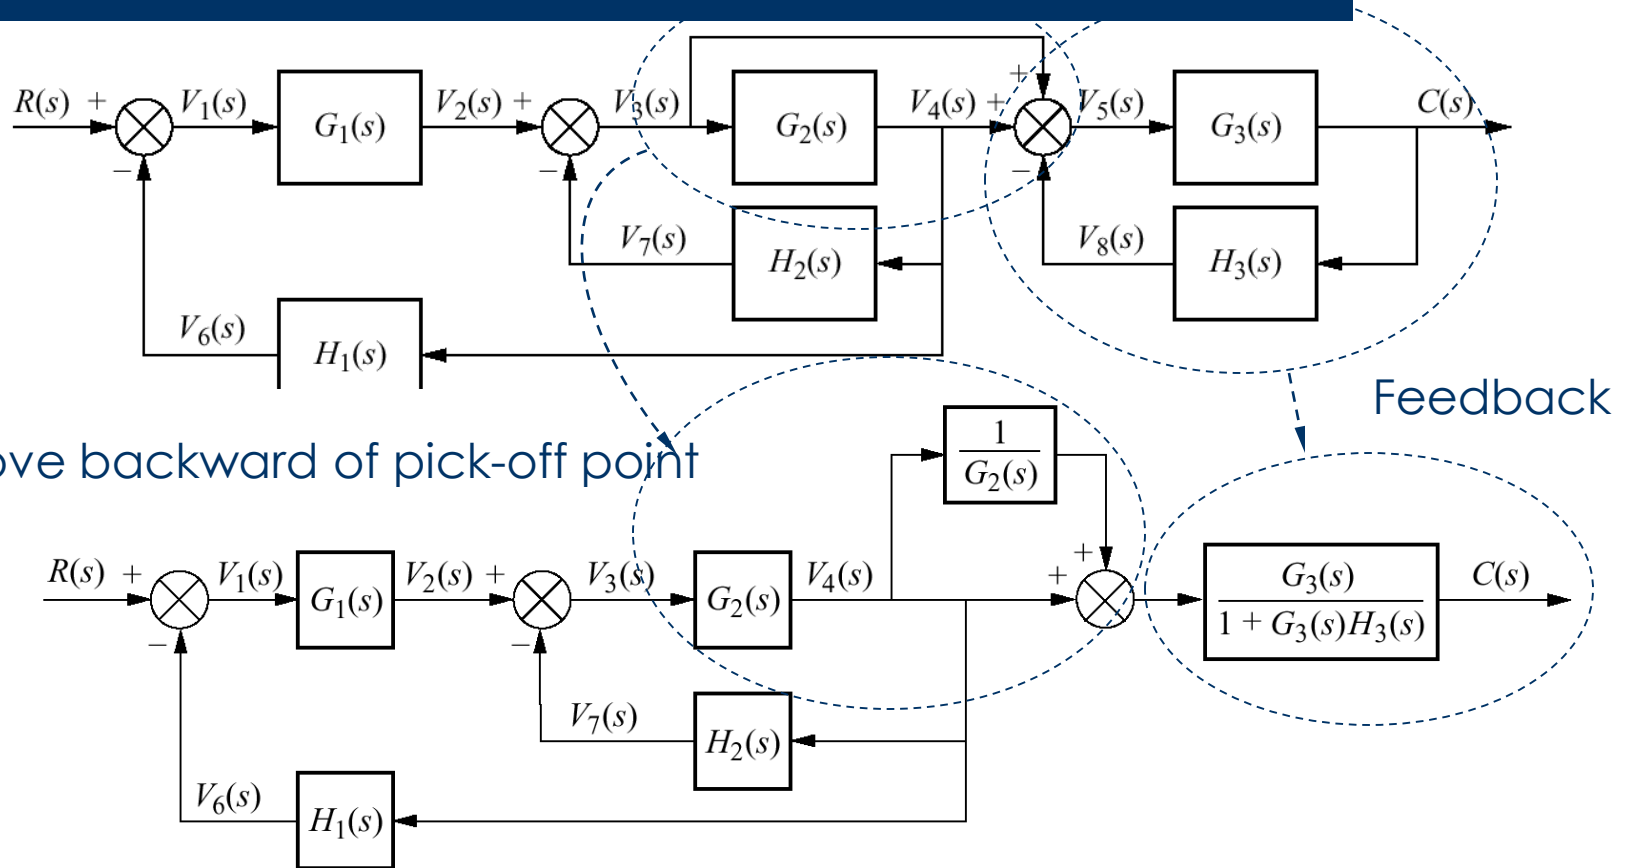 R(s) + V₁(s) G₁(s) V₂(s) + V₃(s) G₂(s) V₄(s) + + V₅(s) G₃(s) C(s)
− − −
V₇(s) H₂(s) V₈(s) H₃(s)
V₆(s) H₁(s)
Feedback
ove backward of pick-off point
1
G₂(s)
R(s) + V₁(s) G₁(s) V₂(s) + V₃(s) G₂(s) V₄(s) + + G₃(s) C(s)
1 + G₃(s)H₃(s)
− −
V₇(s) H₂(s)
V₆(s) H₁(s)